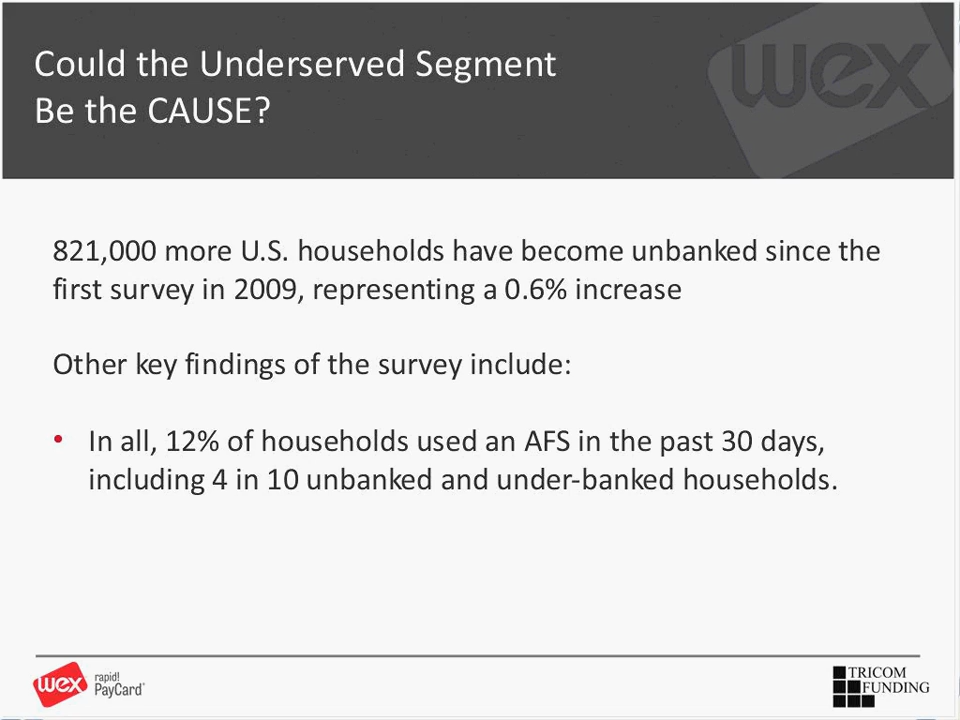 Could the Underserved Segment
Be the CAUSE?
wex
821,000 more U.S. households have become unbanked since the
first survey in 2009, representing a 0.6% increase
Other key findings of the survey include:
• In all, 12% of households used an AFS in the past 30 days,
including 4 in 10 unbanked and under-banked households.
wex
rapid!
PayCard®
TRICOM
FUNDING